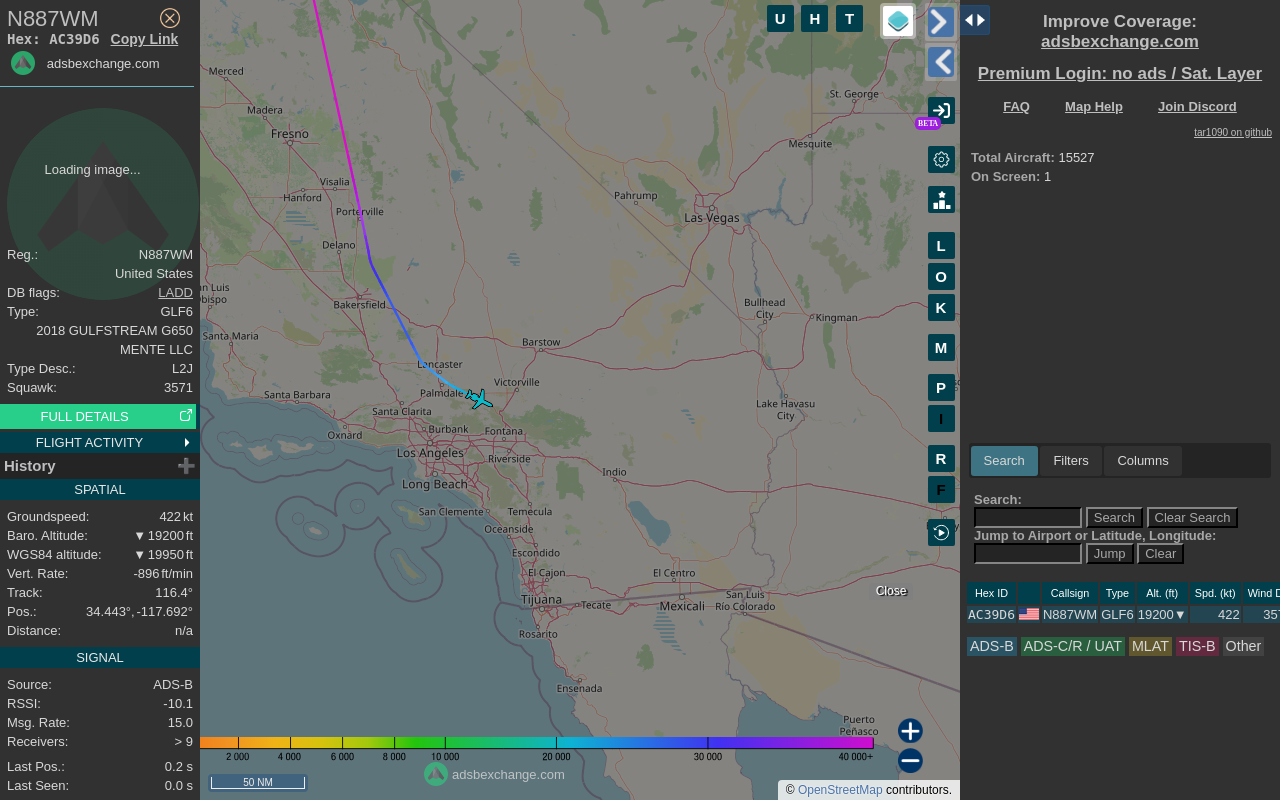 N887WM
Hex: AC39D6 Copy Link
adsbexchange.com
Loading image...
Reg.: N887WM
United States
DB flags: LADD
Type: GLF6
2018 GULFSTREAM G650
MENTE LLC
Type Desc.: L2J
Squawk: 3571
FULL DETAILS
FLIGHT ACTIVITY
History
SPATIAL
Groundspeed: 422 kt
Baro. Altitude: ▼ 19200 ft
WGS84 altitude: ▼ 19950 ft
Vert. Rate: -896 ft/min
Track: 116.4°
Pos.: 34.443°, -117.692°
Distance: n/a
SIGNAL
Source: ADS-B
RSSI: -10.1
Msg. Rate: 15.0
Receivers: > 9
Last Pos.: 0.2 s
Last Seen: 0.0 s
U H T
BETA
L
O
K
M
P
I
R
F
Merced
Madera
Fresno
Visalia
Hanford
Porterville
Delano
Bakersfield
Santa Maria
Santa Barbara
Lancaster
Palmdale
Santa Clarita
Oxnard
Burbank
Los Angeles
Long Beach
Barstow
Victorville
Fontana
Riverside
San Clemente
Temecula
Oceanside
Escondido
El Cajon
Tijuana
Tecate
Rosarito
Ensenada
Indio
El Centro
Mexicali
San Luis
Río Colorado
Puerto
Peñasco
St. George
Mesquite
Pahrump
Las Vegas
Bullhead
City
Kingman
Lake Havasu
City
Close
2 000 4 000 6 000 8 000 10 000 20 000 30 000 40 000+
adsbexchange.com
50 NM
© OpenStreetMap contributors.
Improve Coverage:
adsbexchange.com
Premium Login: no ads / Sat. Layer
FAQ Map Help Join Discord
tar1090 on github
Total Aircraft: 15527
On Screen: 1
Search Filters Columns
Search:
Search Clear Search
Jump to Airport or Latitude, Longitude:
Jump Clear
Hex ID Callsign Type Alt. (ft) Spd. (kt) Wind D
AC39D6 N887WM GLF6 19200▼ 422 357
ADS-B ADS-C/R / UAT MLAT TIS-B Other